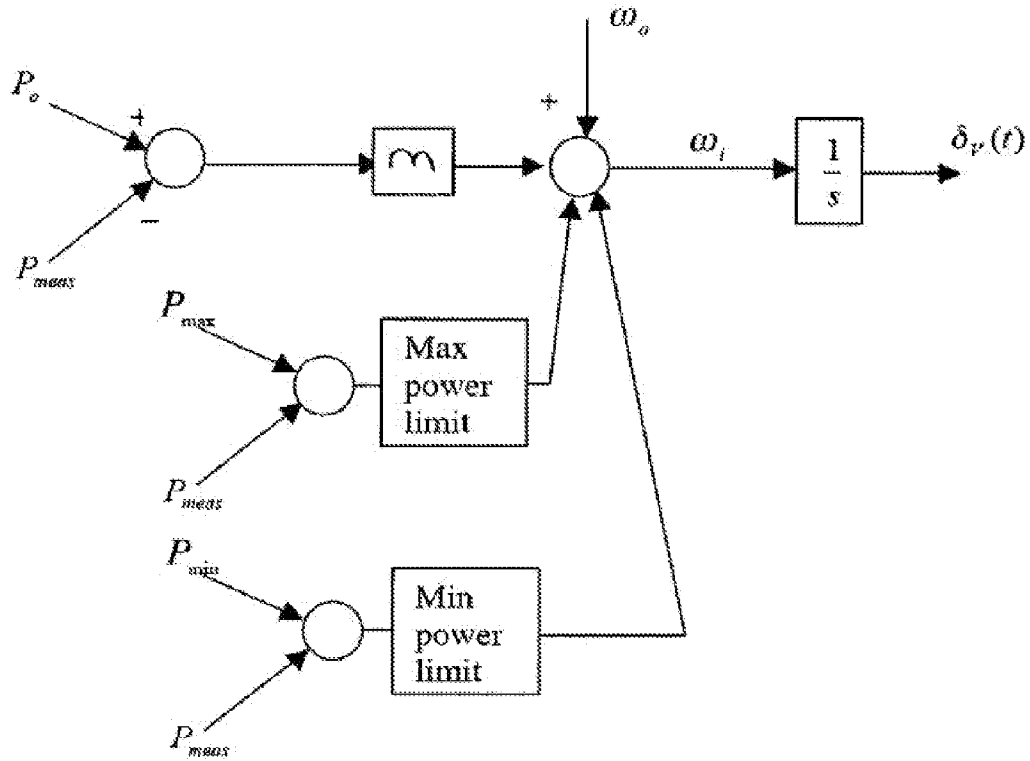 ω_o
P_o
+
+
m
ω_i
1
s
δ_V(t)
−
P_meas
P_max
Max
power
limit
P_meas
P_min
Min
power
limit
P_meas